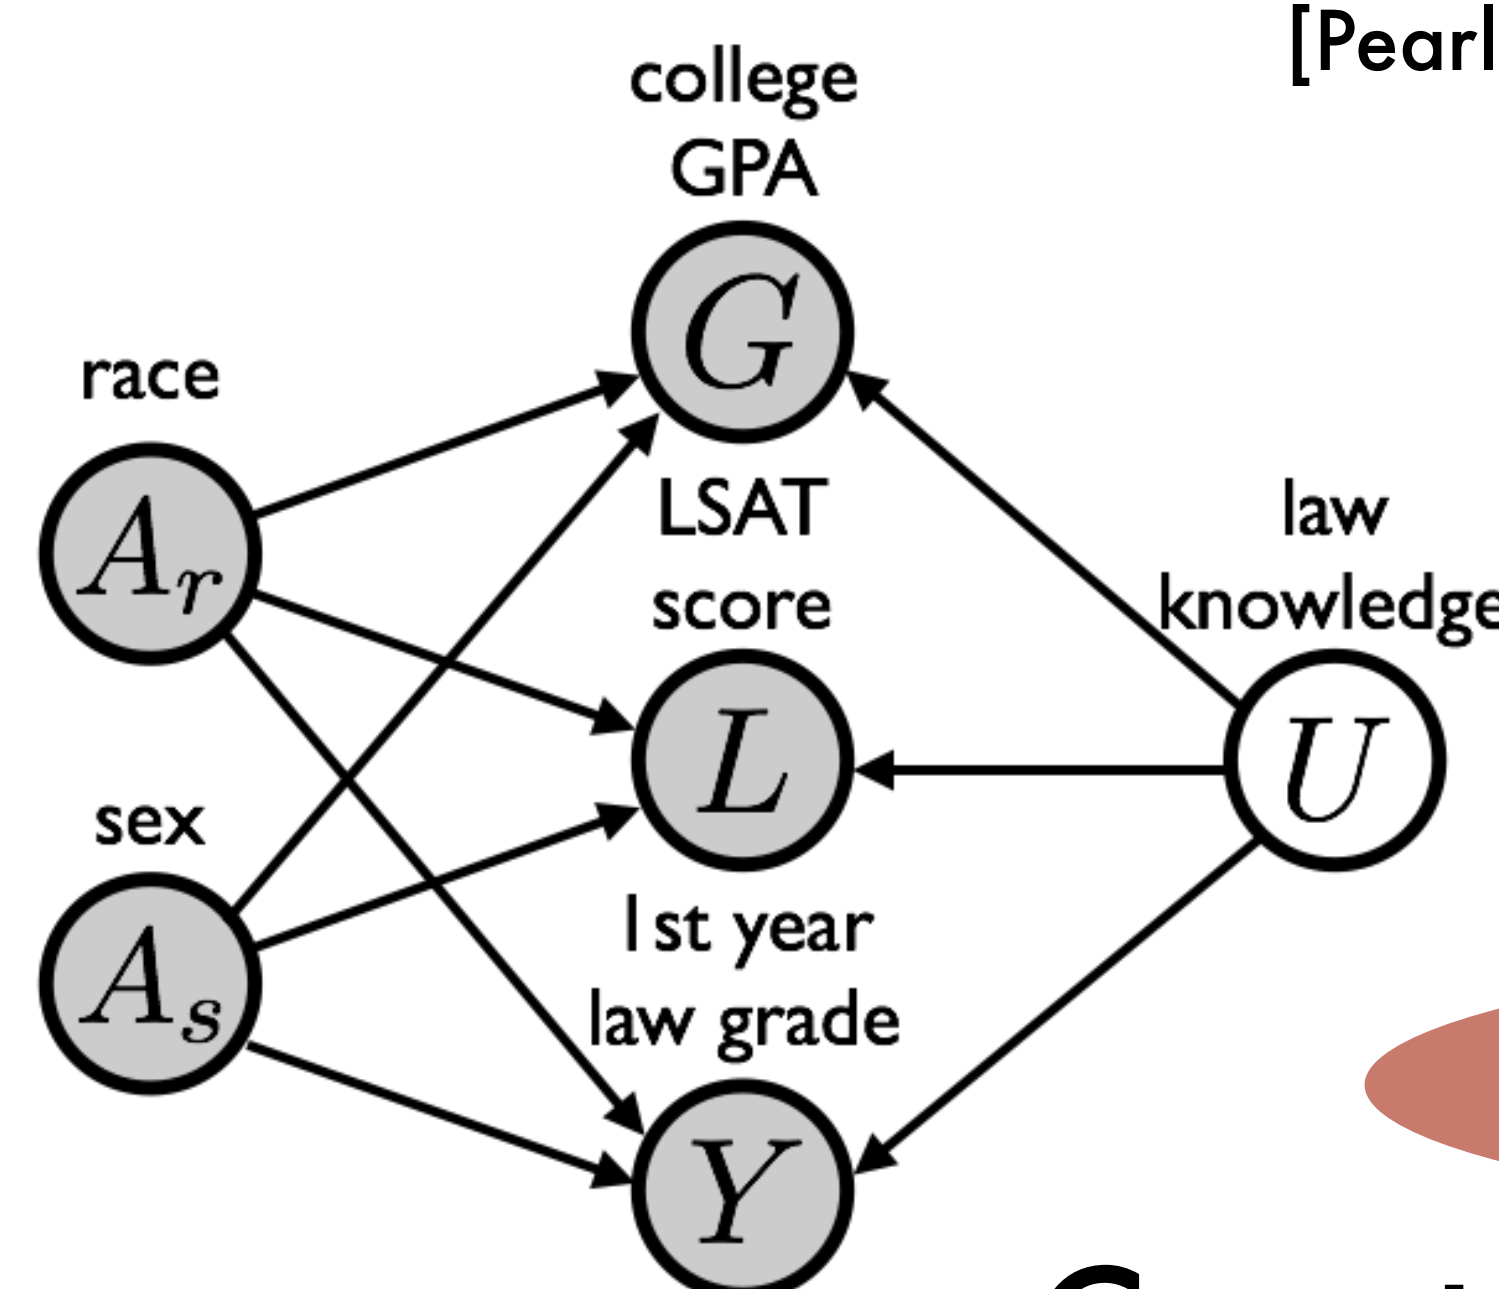 [Pearl
college
GPA
G
race
A_r
LSAT
score
law
knowledge
L
U
sex
A_s
1st year
law grade
Y